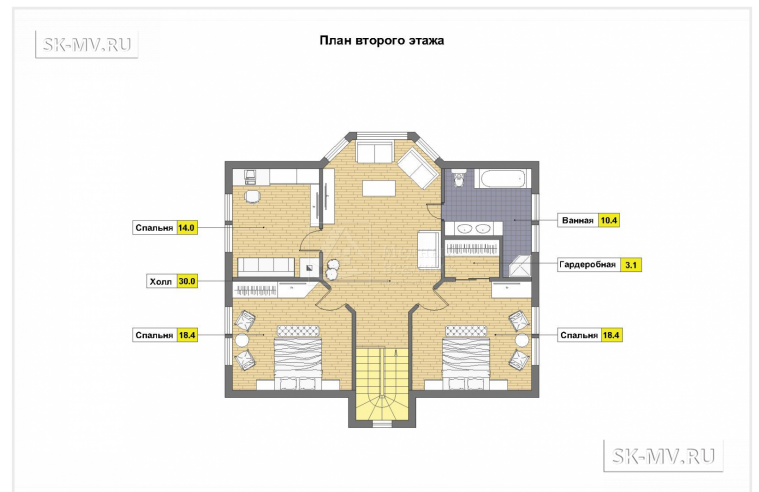 SK-MV.RU
План второго этажа
Спальня 14.0
Ванная 10.4
Гардеробная 3.1
Холл 30.0
Спальня 18.4
Спальня 18.4
SK-MV.RU